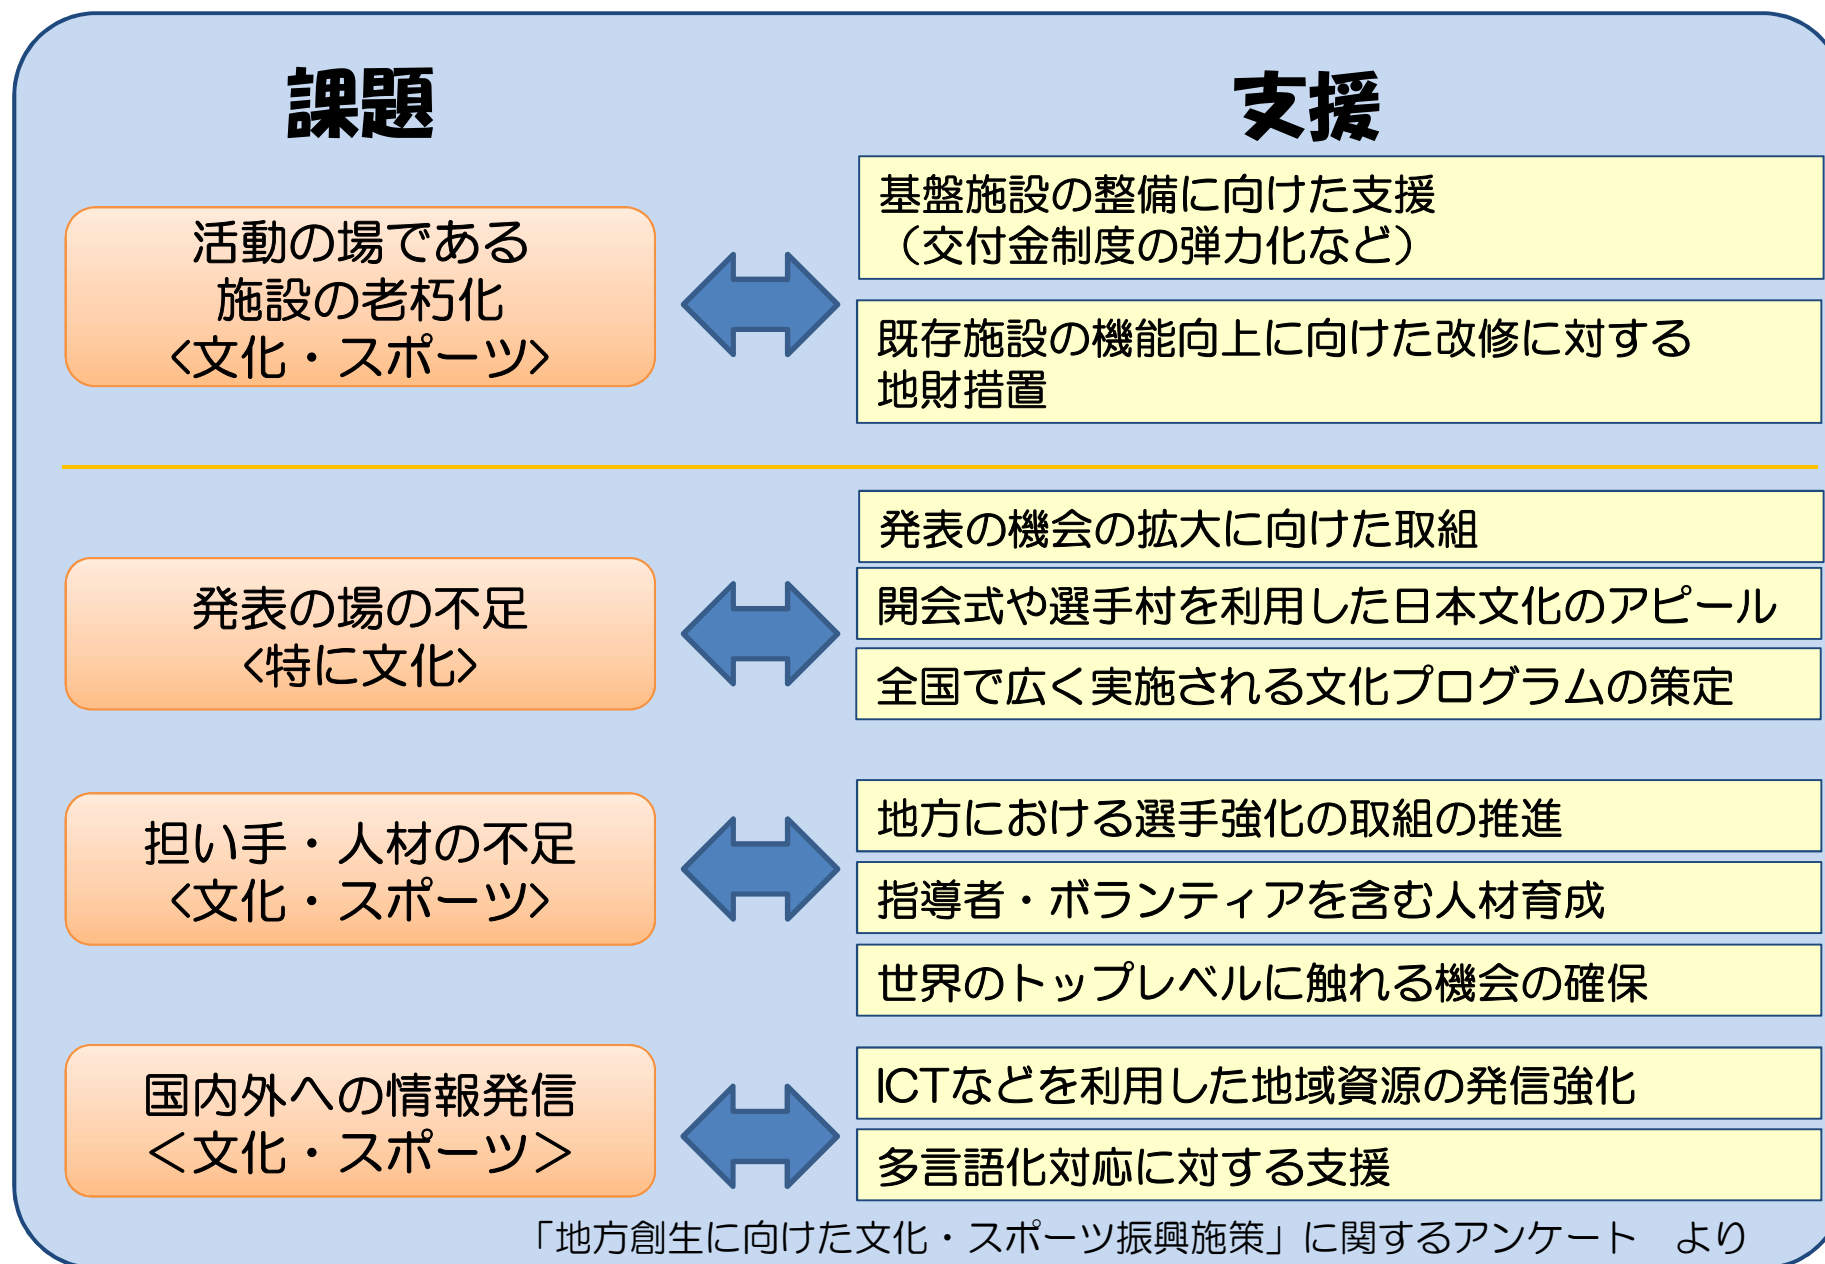 課題
支援
活動の場である
施設の老朽化
<文化・スポーツ>
基盤施設の整備に向けた支援
（交付金制度の弾力化など）
既存施設の機能向上に向けた改修に対する
地財措置
発表の場の不足
<特に文化>
発表の機会の拡大に向けた取組
開会式や選手村を利用した日本文化のアピール
全国で広く実施される文化プログラムの策定
担い手・人材の不足
<文化・スポーツ>
地方における選手強化の取組の推進
指導者・ボランティアを含む人材育成
世界のトップレベルに触れる機会の確保
国内外への情報発信
＜文化・スポーツ＞
ICTなどを利用した地域資源の発信強化
多言語化対応に対する支援
「地方創生に向けた文化・スポーツ振興施策」に関するアンケート　より